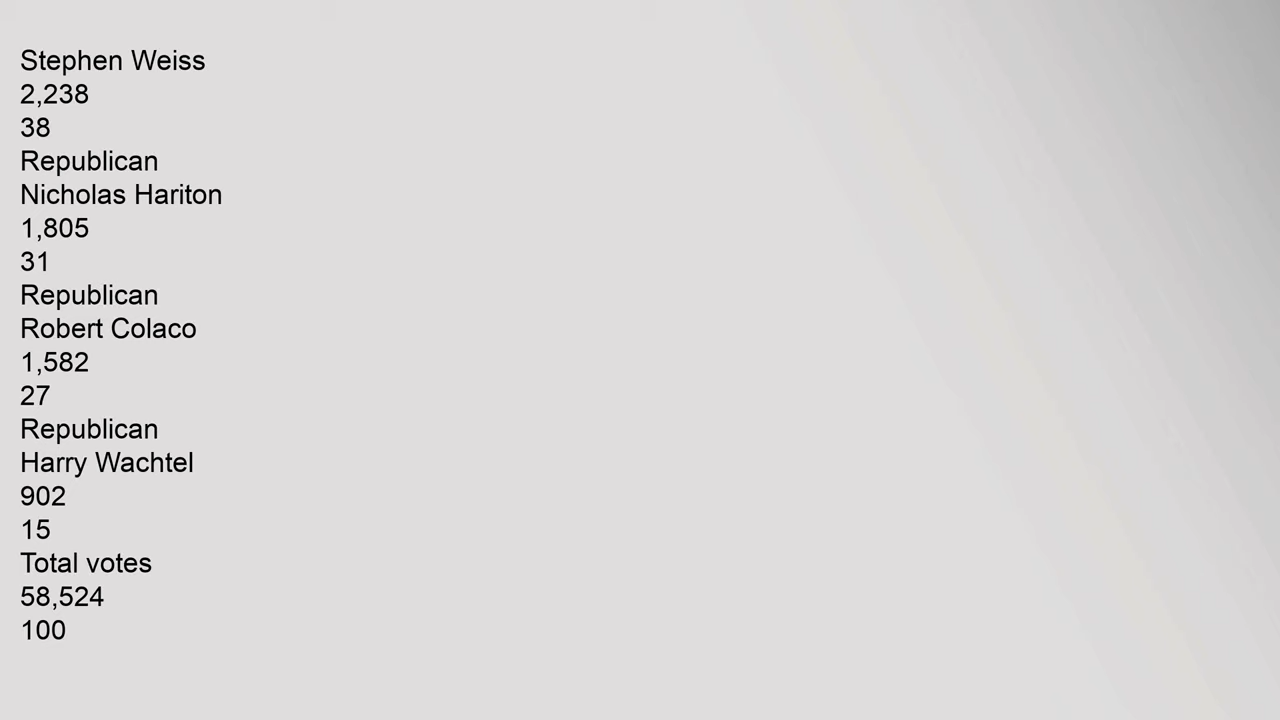 Stephen Weiss
2,238
38
Republican
Nicholas Hariton
1,805
31
Republican
Robert Colaco
1,582
27
Republican
Harry Wachtel
902
15
Total votes
58,524
100